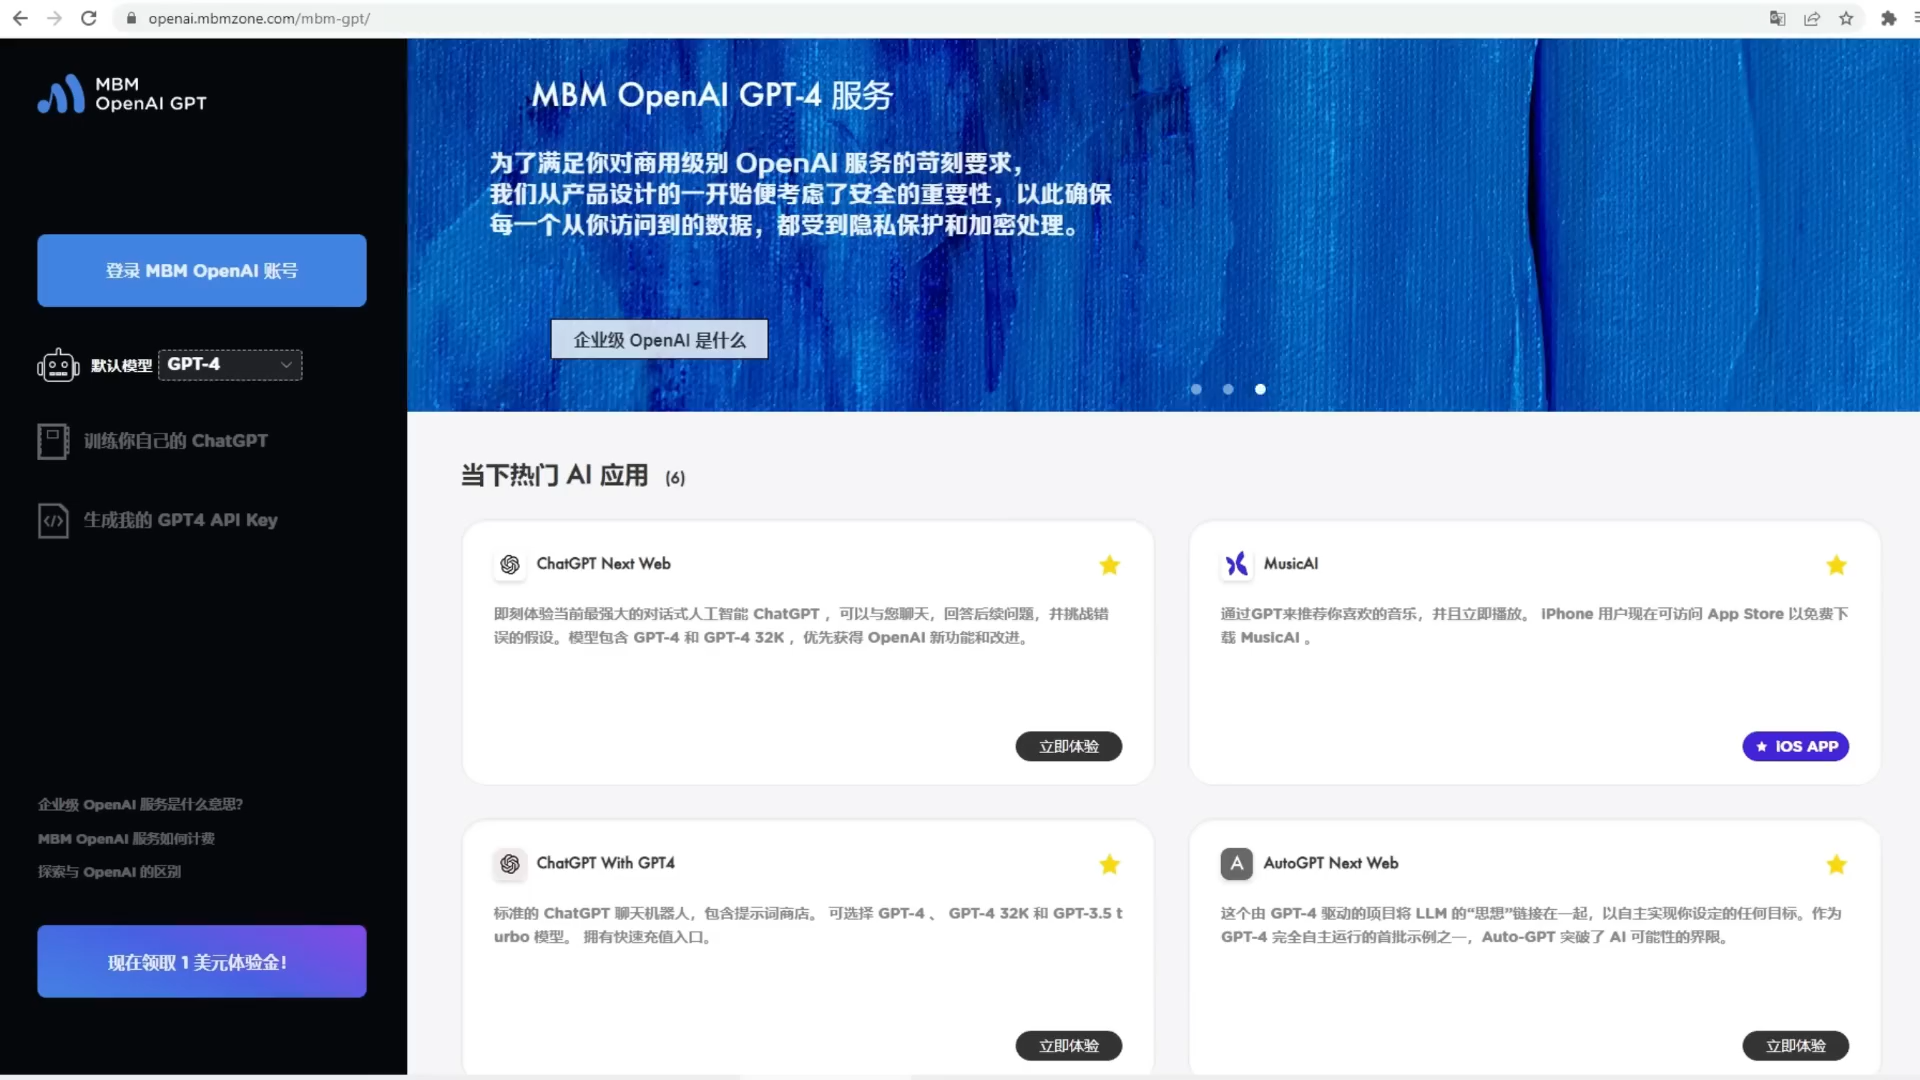 openai.mbmzone.com/mbm-gpt/
MBM
OpenAI GPT
登录 MBM OpenAI 账号
默认模型 GPT-4
训练你自己的 ChatGPT
生成我的 GPT4 API Key
企业级 OpenAI 服务是什么意思?
MBM OpenAI 服务如何计费
探索与 OpenAI 的区别
现在领取 1 美元体验金!
MBM OpenAI GPT-4 服务
为了满足你对商用级别 OpenAI 服务的苛刻要求，
我们从产品设计的一开始便考虑了安全的重要性，以此确保
每一个从你访问到的数据，都受到隐私保护和加密处理。
企业级 OpenAI 是什么
当下热门 AI 应用 (6)
ChatGPT Next Web
即刻体验当前最强大的对话式人工智能 ChatGPT ，可以与您聊天，回答后续问题，并挑战错
误的假设。模型包含 GPT-4 和 GPT-4 32K ，优先获得 OpenAI 新功能和改进。
立即体验
MusicAI
通过GPT来推荐你喜欢的音乐，并且立即播放。 iPhone 用户现在可访问 App Store 以免费下
载 MusicAI 。
IOS APP
ChatGPT With GPT4
标准的 ChatGPT 聊天机器人，包含提示词商店。 可选择 GPT-4 、 GPT-4 32K 和 GPT-3.5 t
urbo 模型。 拥有快速充值入口。
立即体验
A
AutoGPT Next Web
这个由 GPT-4 驱动的项目将 LLM 的“思想”链接在一起，以自主实现你设定的任何目标。作为
GPT-4 完全自主运行的首批示例之一，Auto-GPT 突破了 AI 可能性的界限。
立即体验